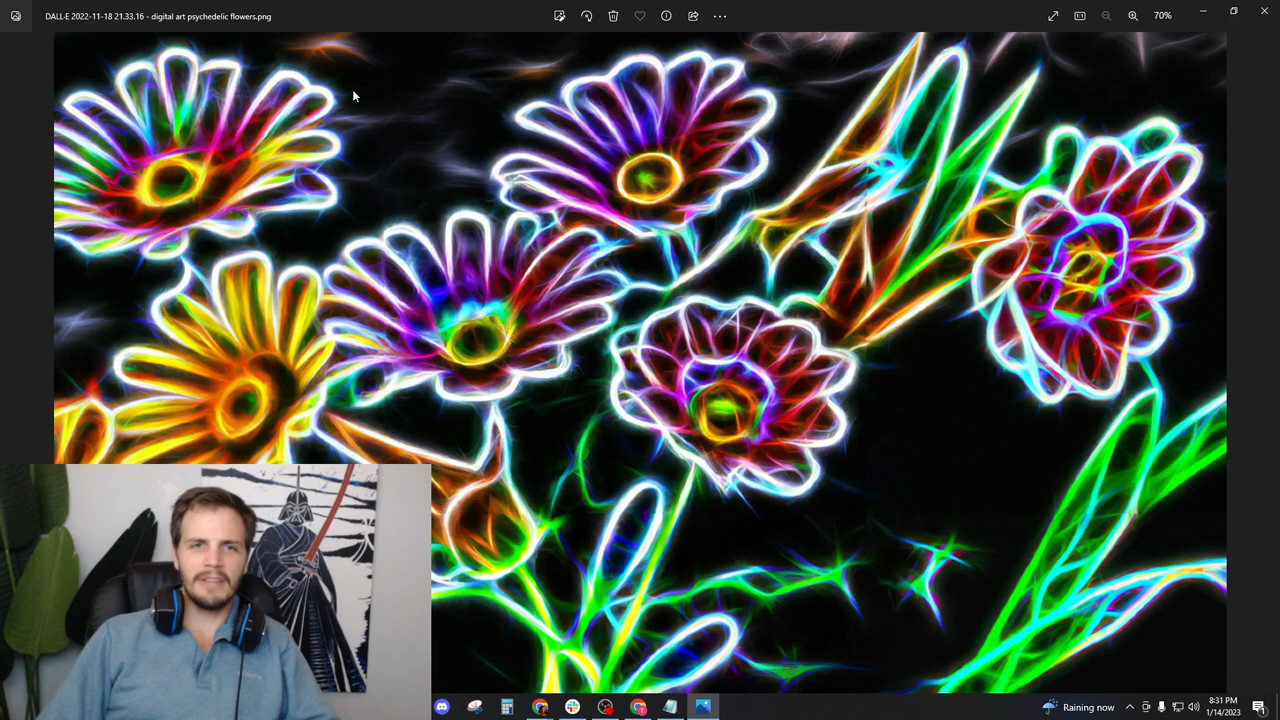 DALL·E 2022-11-18 21.33.16 - digital art psychedelic flowers.png
70%
Raining now
8:31 PM
1/14/2023